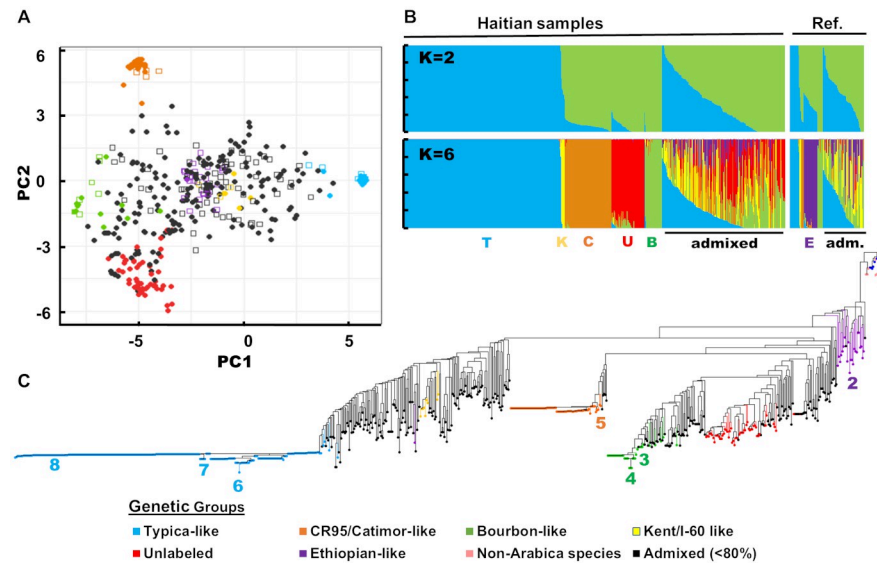 A
B
Haitian samples
Ref.
K=2
K=6
T
K
C
U
B
admixed
E
adm.
6
3
0
-3
-6
PC2
-5
0
5
PC1
C
2
5
3
4
8
7
6
Genetic Groups
Typica-like
CR95/Catimor-like
Bourbon-like
Kent/I-60 like
Unlabeled
Ethiopian-like
Non-Arabica species
Admixed (<80%)